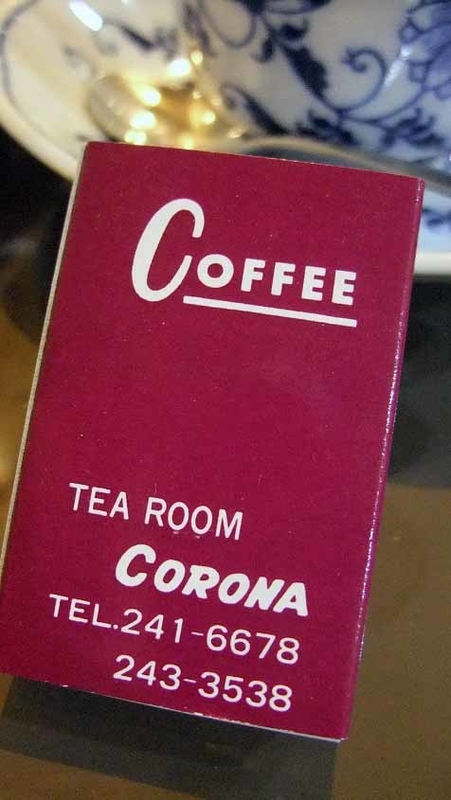 COFFEE
TEA ROOM
CORONA
TEL.241-6678
243-3538